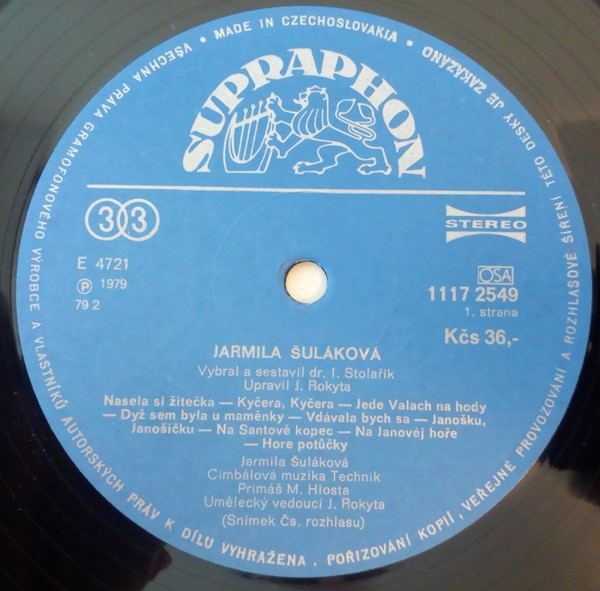 VŠECHNA PRÁVA GRAMOFONOVÉHO VÝROBCE A VLASTNÍKŮ AUTORSKÝCH PRÁV K DÍLU VYHRAŽENA . POŘIZOVÁNÍ KOPIÍ , VEŘEJNÉ PROVOZOVÁNÍ A ROZHLASOVÉ ŠÍŘENÍ TÉTO DESKY JE ZAKÁZÁNO
• MADE IN CZECHOSLOVAKIA •
SUPRAPHON
33
STEREO
E 4721
Ⓟ 1979
79 2
OSA
1117 2549
1. strana
Kčs 36,-
JARMILA ŠULÁKOVÁ
Vybral a sestavil dr. I. Stolařík
Upravil J. Rokyta
Nasela si žitečka — Kyčera, Kyčera — Jede Valach na hody
— Dyž sem byla u maměnky — Vdávala bych sa — Janošku,
Janošíčku — Na Santově kopec — Na Janovéj hoře
— Hore potůčky
Jarmila Šuláková
Cimbálová muzika Technik
Primáš M. Hlosta
Umělecký vedoucí J. Rokyta
(Snímek Čs. rozhlasu)